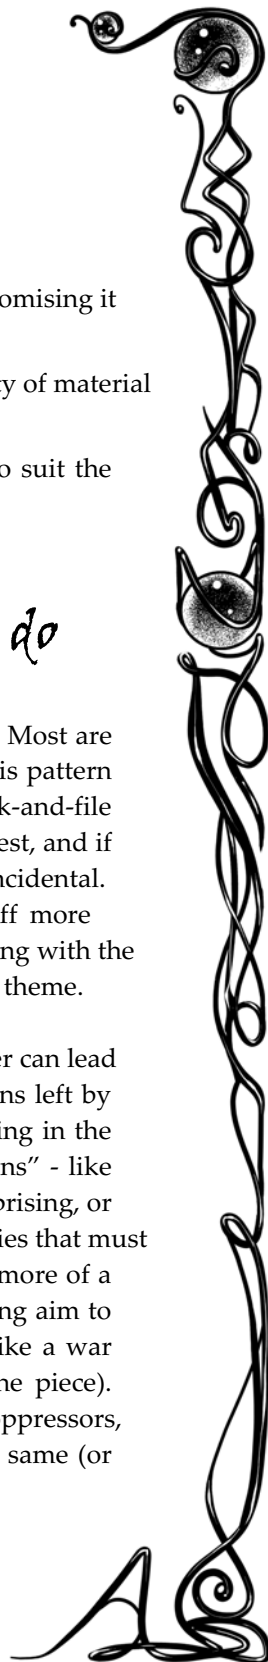 omising it
y of material
o suit the
do
Most are
is pattern
k-and-file
est, and if
ncidental.
ff more
ng with the
theme.
er can lead
ns left by
ing in the
ns” - like
prising, or
ies that must
more of a
ng aim to
ike a war
he piece).
oppressors,
same (or